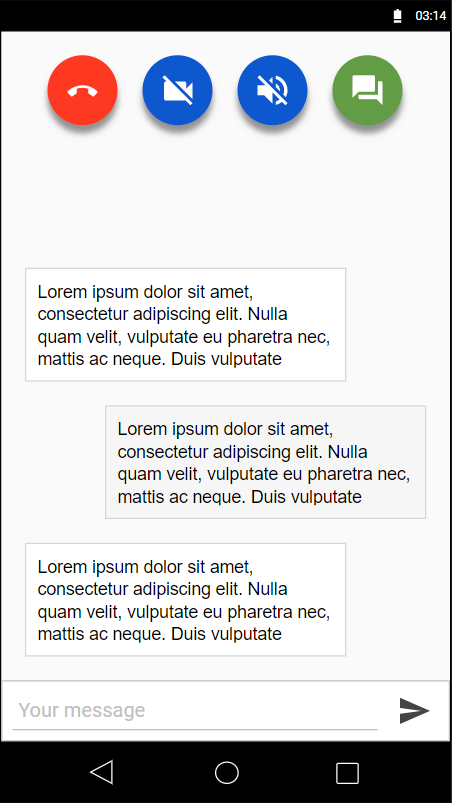 03:14
Lorem ipsum dolor sit amet,
consectetur adipiscing elit. Nulla
quam velit, vulputate eu pharetra nec,
mattis ac neque. Duis vulputate
Lorem ipsum dolor sit amet,
consectetur adipiscing elit. Nulla
quam velit, vulputate eu pharetra nec,
mattis ac neque. Duis vulputate
Lorem ipsum dolor sit amet,
consectetur adipiscing elit. Nulla
quam velit, vulputate eu pharetra nec,
mattis ac neque. Duis vulputate
Your message